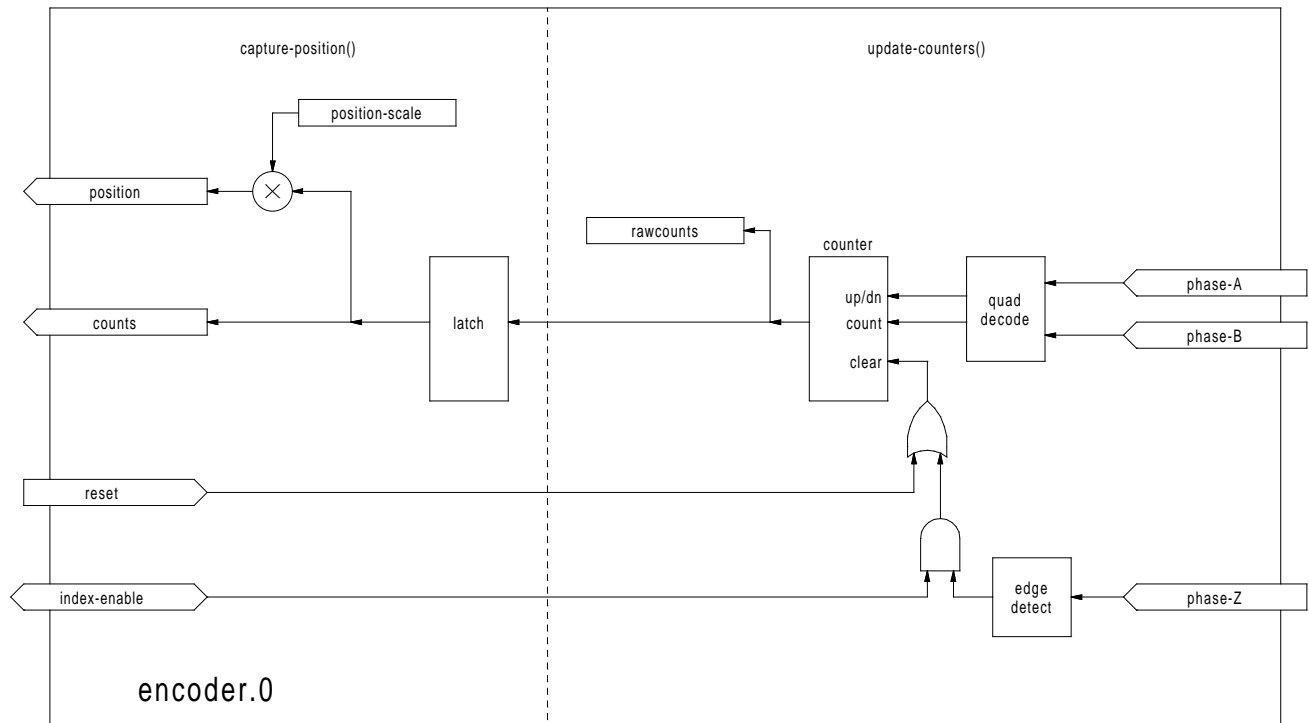 capture-position()
update-counters()
position-scale
position
rawcounts
counter
phase-A
up/dn
quad
decode
counts
latch
count
phase-B
clear
reset
index-enable
edge
detect
phase-Z
encoder.0